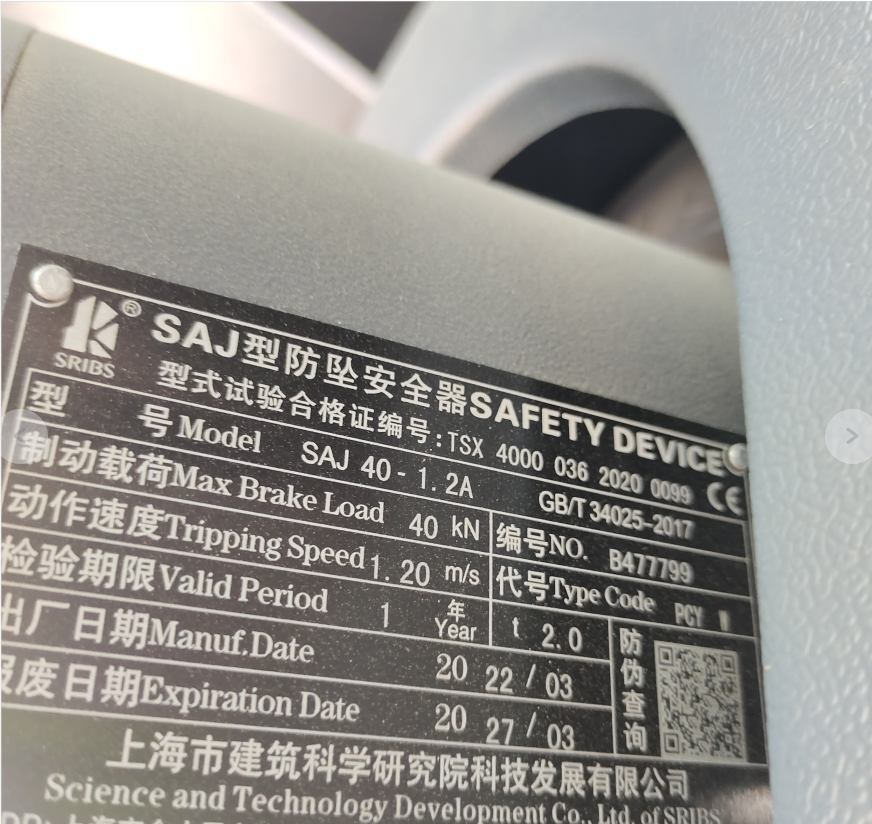 ® SAJ型防坠安全器SAFETY DEVICE
SRIBS 型式试验合格证编号:TSX 4000 036 2020 0099 CE
型 号Model SAJ 40-1.2A GB/T 34025-2017
制动载荷Max Brake Load 40 kN 编号NO. B477799
动作速度Tripping Speed 1.20 m/s 代号Type Code PCY W
检验期限Valid Period 1 年 Year t 2.0 防伪查询
出厂日期Manuf.Date 20 22 / 03
报废日期Expiration Date 20 27 / 03
上海市建筑科学研究院科技发展有限公司
Science and Technology Development Co., Ltd. of SRIBS